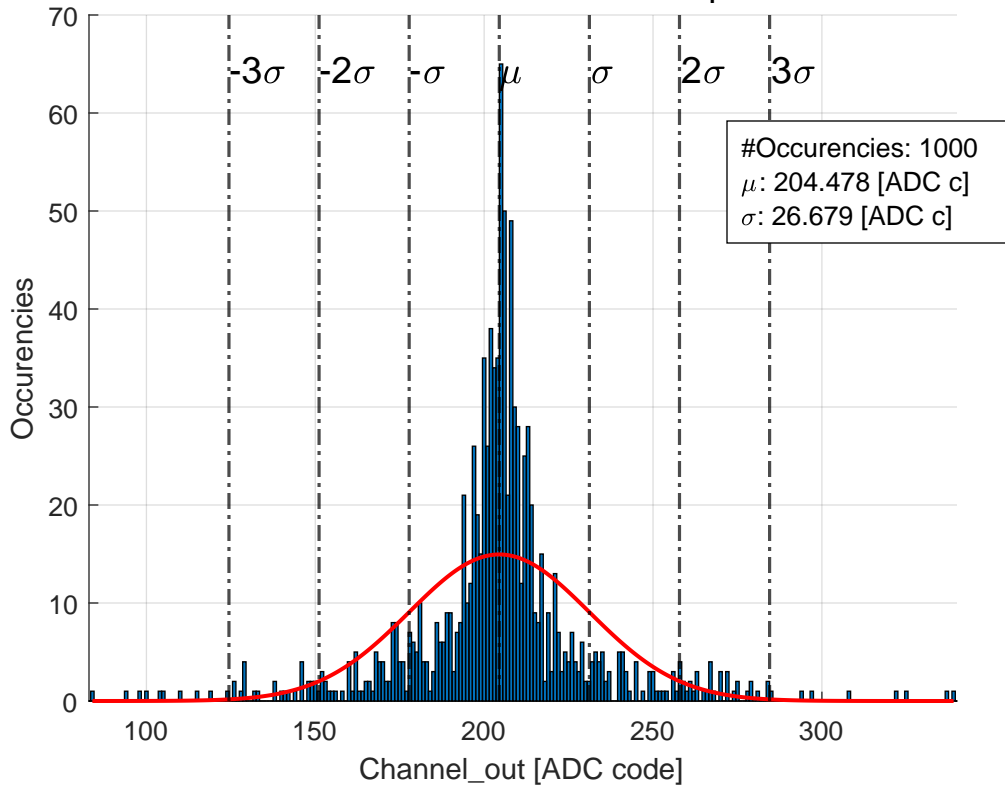 70
60
50
40
30
20
10
0
Occurencies
-3σ -2σ -σ μ σ 2σ 3σ
#Occurencies: 1000
μ: 204.478 [ADC c]
σ: 26.679 [ADC c]
100 150 200 250 300
Channel_out [ADC code]